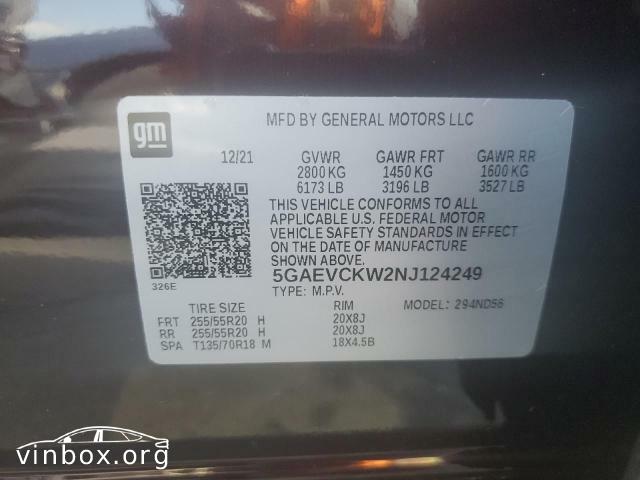 gm
MFD BY GENERAL MOTORS LLC
12/21 GVWR GAWR FRT GAWR RR
2800 KG 1450 KG 1600 KG
6173 LB 3196 LB 3527 LB
THIS VEHICLE CONFORMS TO ALL
APPLICABLE U.S. FEDERAL MOTOR
VEHICLE SAFETY STANDARDS IN
EFFECT ON THE DATE OF MANUFACTURE
SHOWN ABOVE.
326E
5GAEVCKW2NJ124249
TYPE: M.P.V. MODEL: 294ND56
TIRE SIZE RIM
FRT 255/55R20 H 20X8J
RR 255/55R20 H 20X8J
SPA T135/70R18 M 18X4.5B
vinbox.org